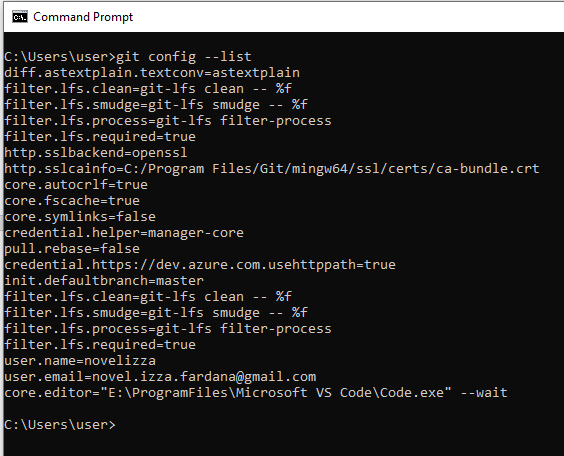 Command Prompt
C:\Users\user>git config --list
diff.astextplain.textconv=astextplain
filter.lfs.clean=git-lfs clean -- %f
filter.lfs.smudge=git-lfs smudge -- %f
filter.lfs.process=git-lfs filter-process
filter.lfs.required=true
http.sslbackend=openssl
http.sslcainfo=C:/Program Files/Git/mingw64/ssl/certs/ca-bundle.crt
core.autocrlf=true
core.fscache=true
core.symlinks=false
credential.helper=manager-core
pull.rebase=false
credential.https://dev.azure.com.usehttppath=true
init.defaultbranch=master
filter.lfs.clean=git-lfs clean -- %f
filter.lfs.smudge=git-lfs smudge -- %f
filter.lfs.process=git-lfs filter-process
filter.lfs.required=true
user.name=novelizza
user.email=novel.izza.fardana@gmail.com
core.editor="E:\ProgramFiles\Microsoft VS Code\Code.exe" --wait
C:\Users\user>